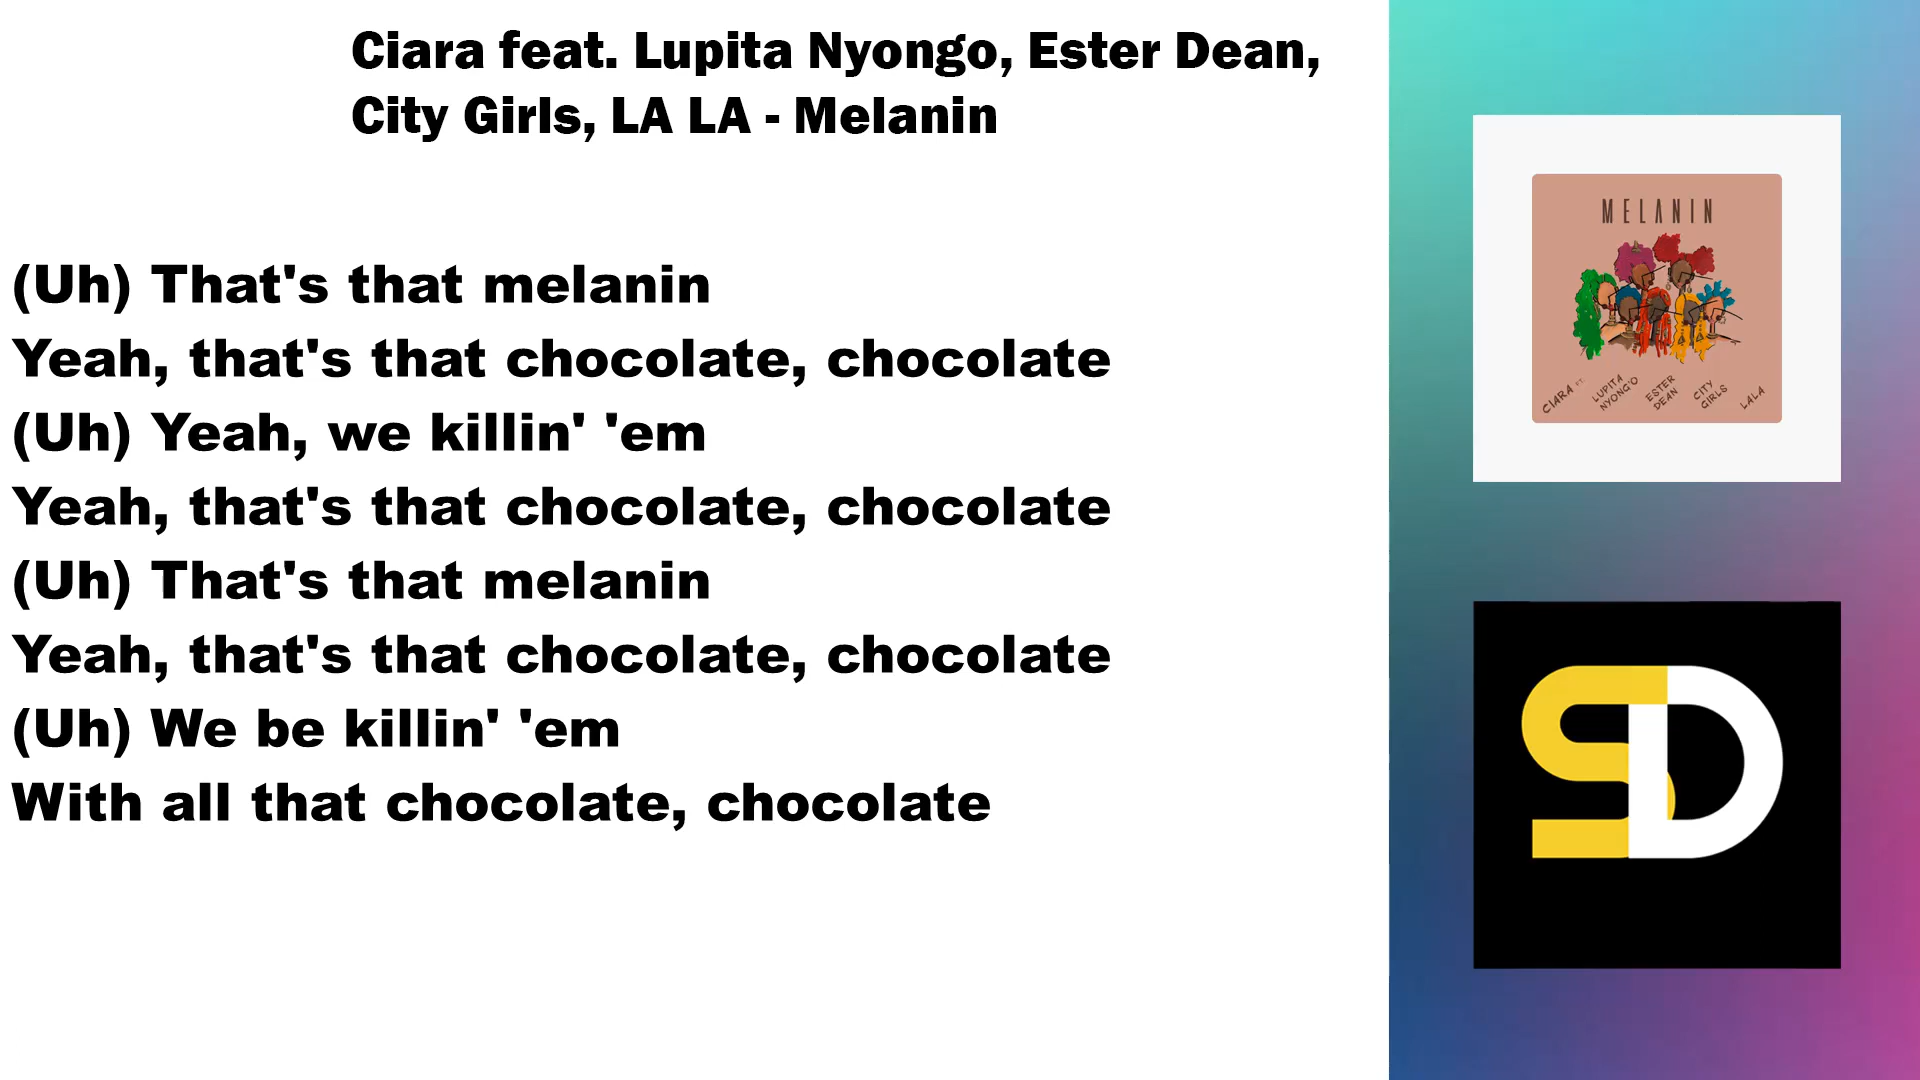 Ciara feat. Lupita Nyongo, Ester Dean,
City Girls, LA LA - Melanin
(Uh) That's that melanin
Yeah, that's that chocolate, chocolate
(Uh) Yeah, we killin' 'em
Yeah, that's that chocolate, chocolate
(Uh) That's that melanin
Yeah, that's that chocolate, chocolate
(Uh) We be killin' 'em
With all that chocolate, chocolate
MELANIN
CIARA FT.
LUPITA
NYONG'O
ESTER
DEAN
CITY
GIRLS
LALA
SD